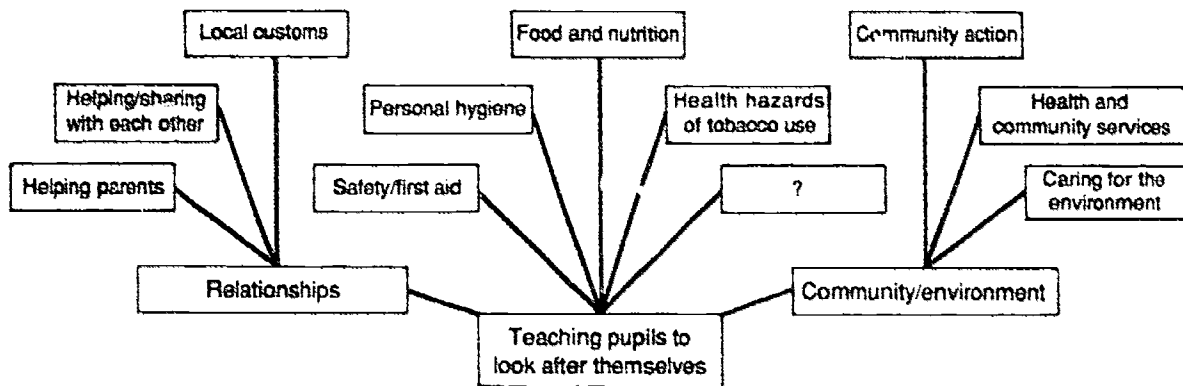 Local customs
Food and nutrition
Community action
Helping/sharing
with each other
Personal hygiene
Health hazards
of tobacco use
Health and
community services
Helping parents
Safety/first aid
?
Caring for the
environment
Relationships
Community/environment
Teaching pupils to
look after themselves